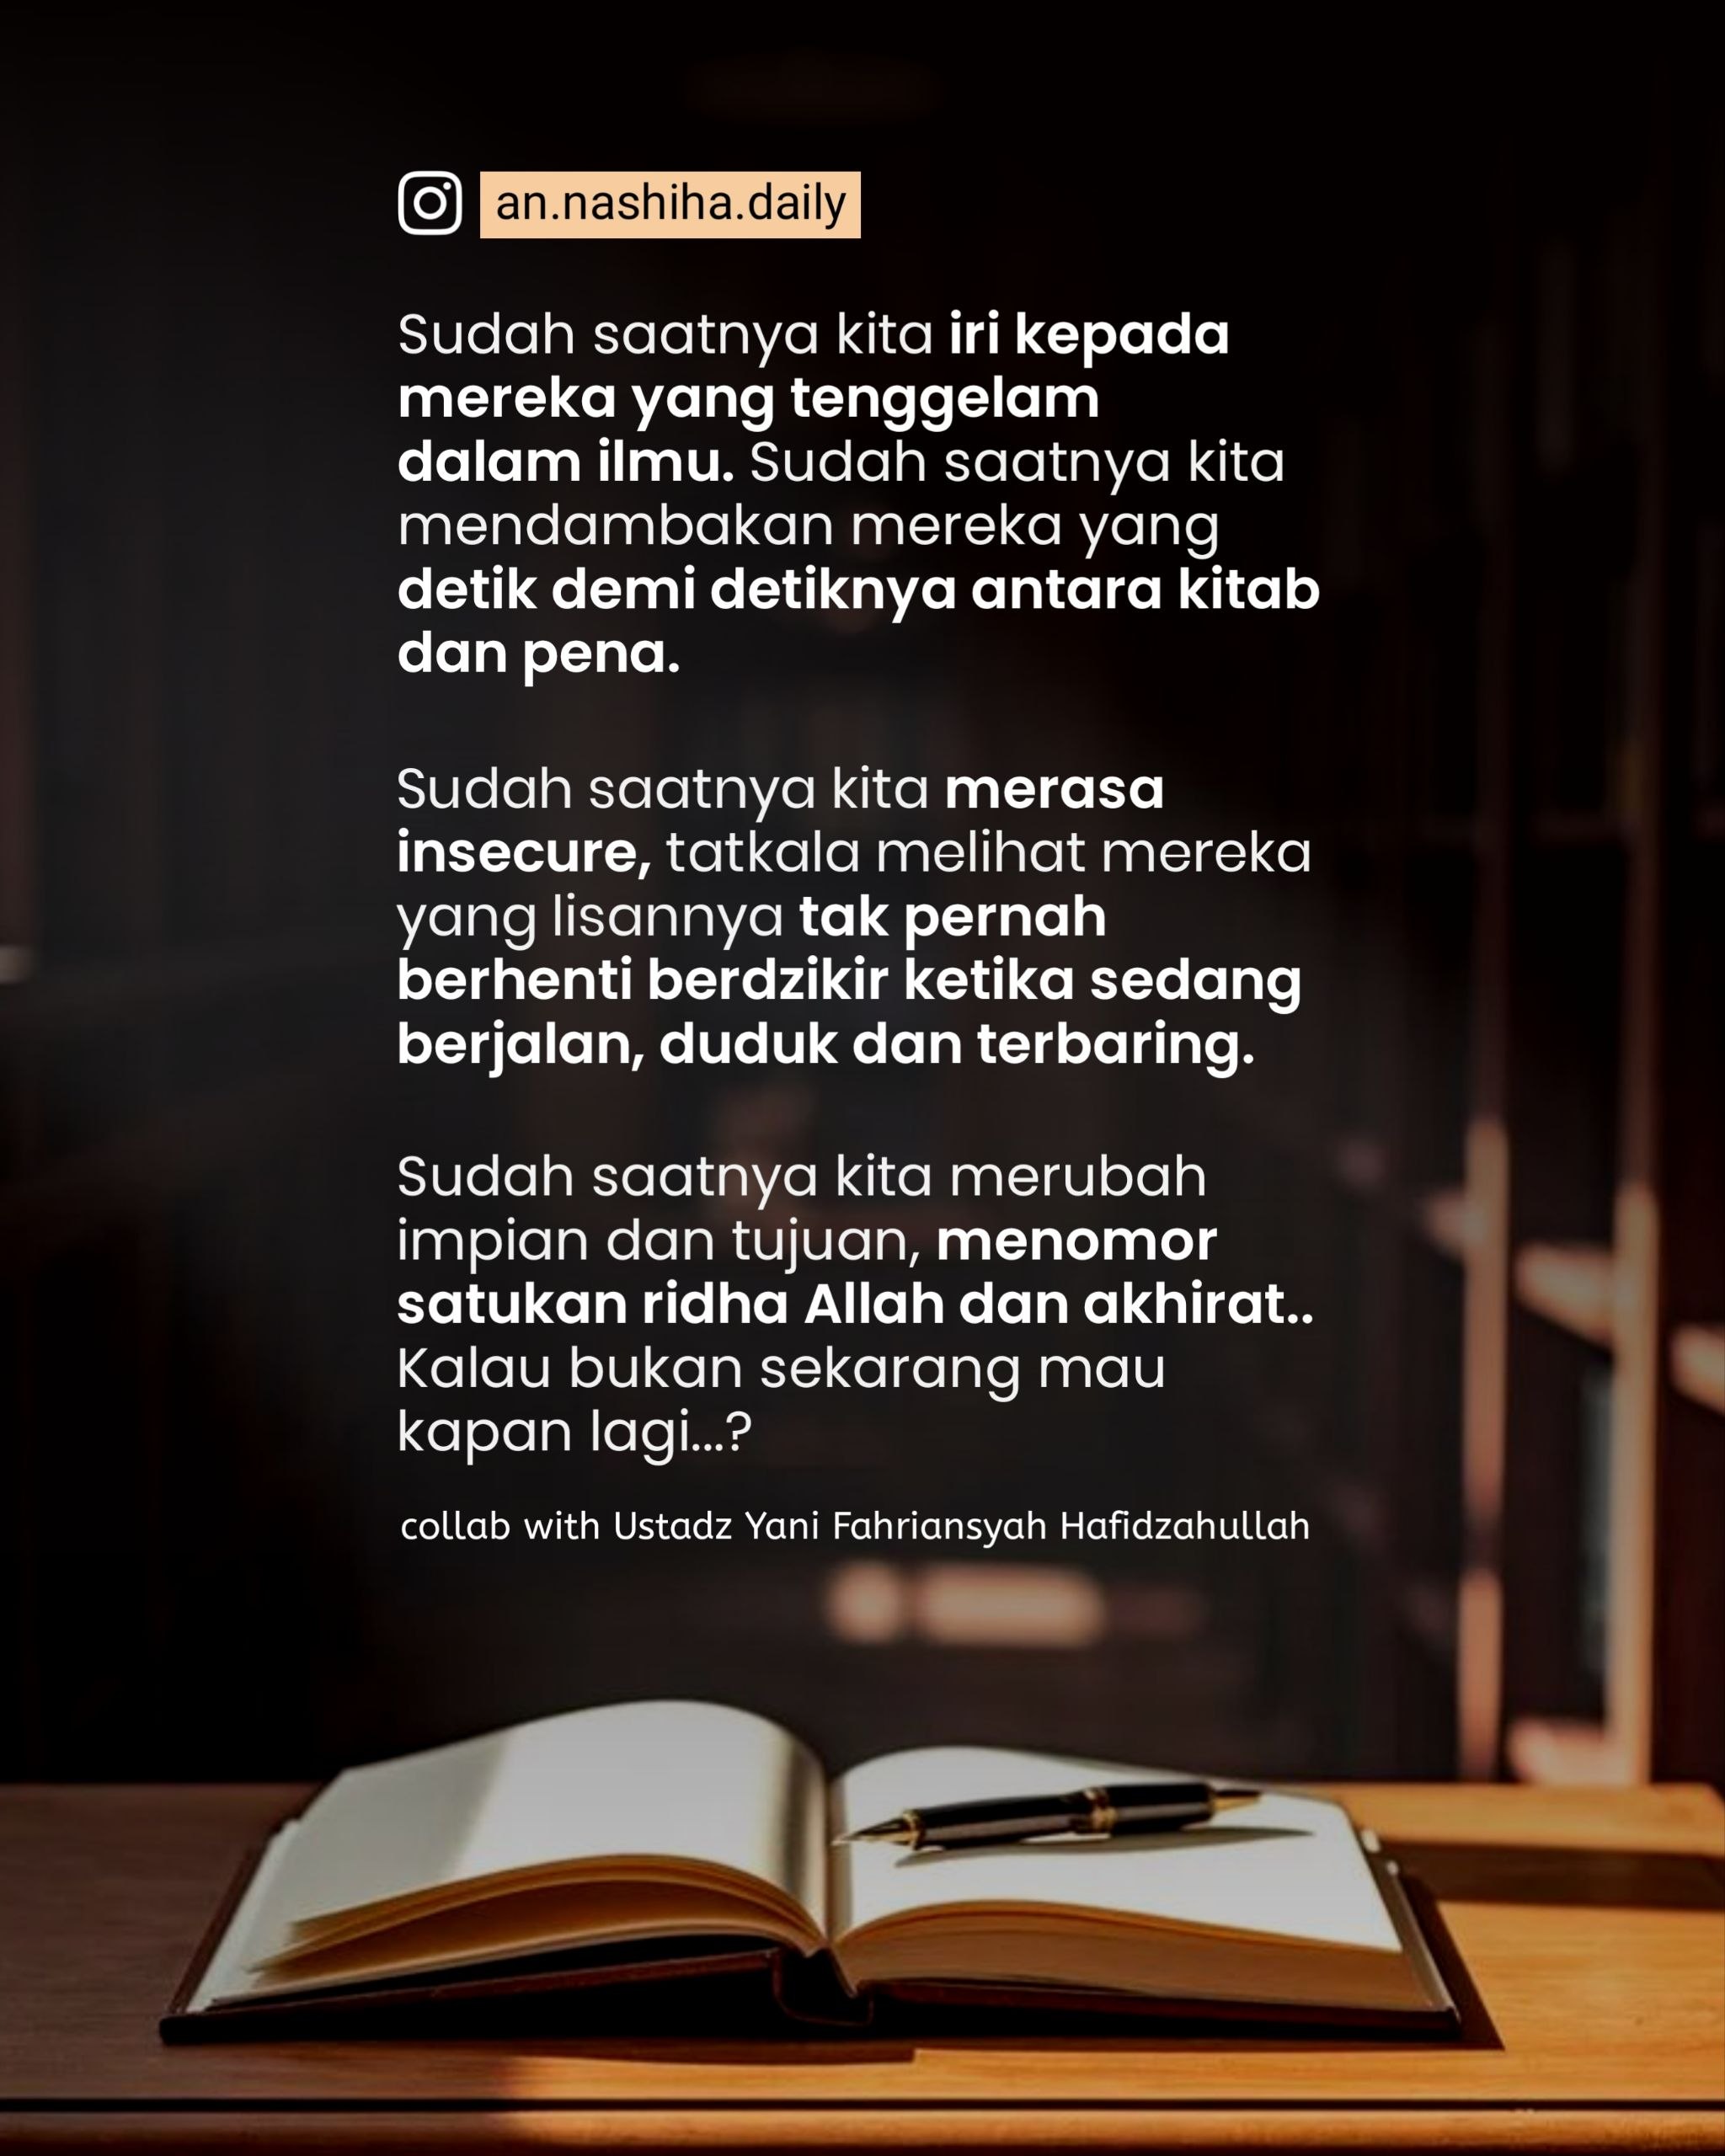 an.nashiha.daily
Sudah saatnya kita iri kepada
mereka yang tenggelam
dalam ilmu. Sudah saatnya kita
mendambakan mereka yang
detik demi detiknya antara kitab
dan pena.
Sudah saatnya kita merasa
insecure, tatkala melihat mereka
yang lisannya tak pernah
berhenti berdzikir ketika sedang
berjalan, duduk dan terbaring.
Sudah saatnya kita merubah
impian dan tujuan, menomor
satukan ridha Allah dan akhirat..
Kalau bukan sekarang mau
kapan lagi...?
collab with Ustadz Yani Fahriansyah Hafidzahullah